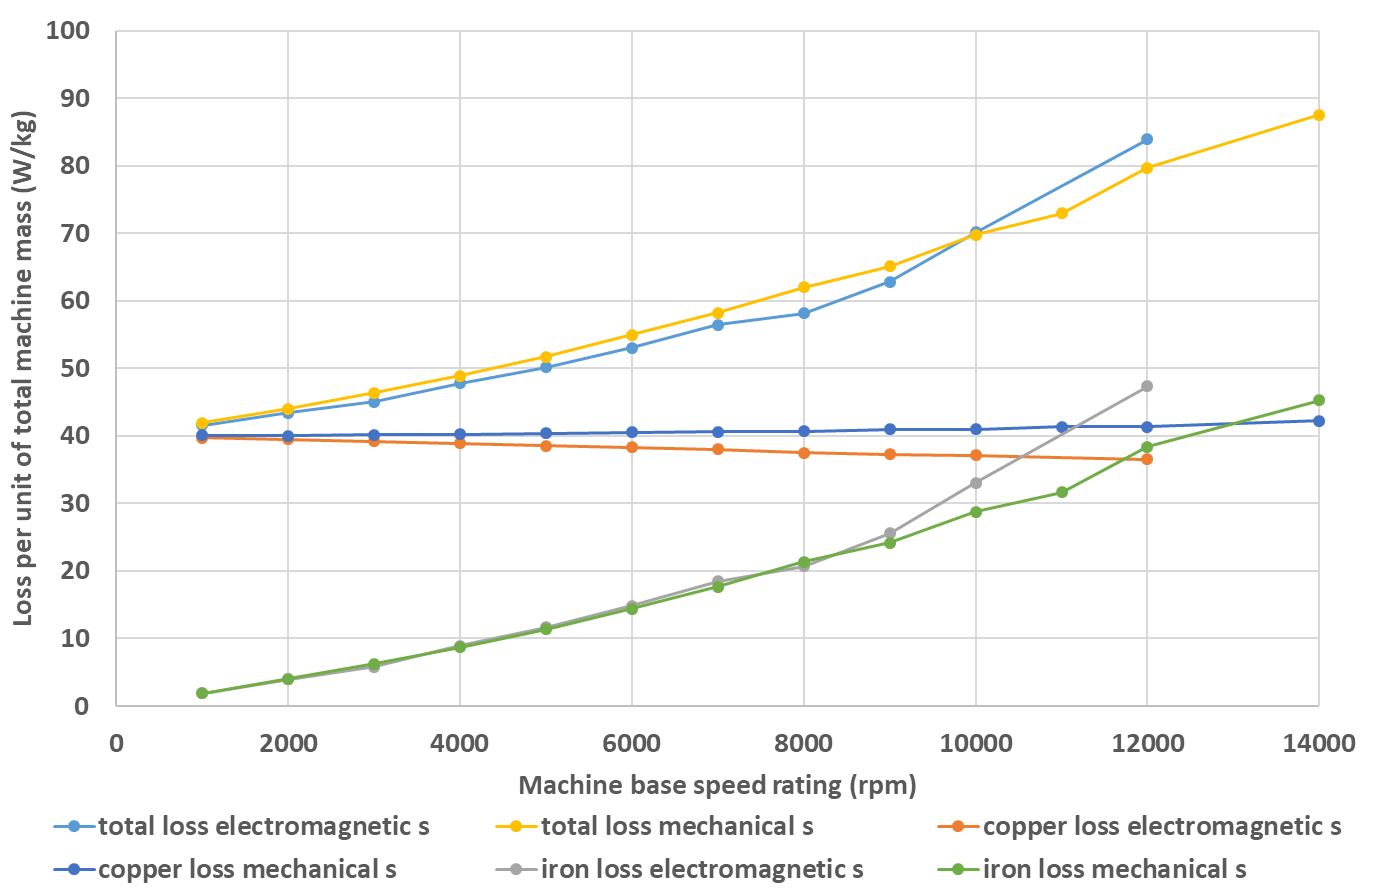 100
90
80
70
60
50
40
30
20
10
0
Loss per unit of total machine mass (W/kg)
0 2000 4000 6000 8000 10000 12000 14000
Machine base speed rating (rpm)
total loss electromagnetic s total loss mechanical s copper loss electromagnetic s
copper loss mechanical s iron loss electromagnetic s iron loss mechanical s